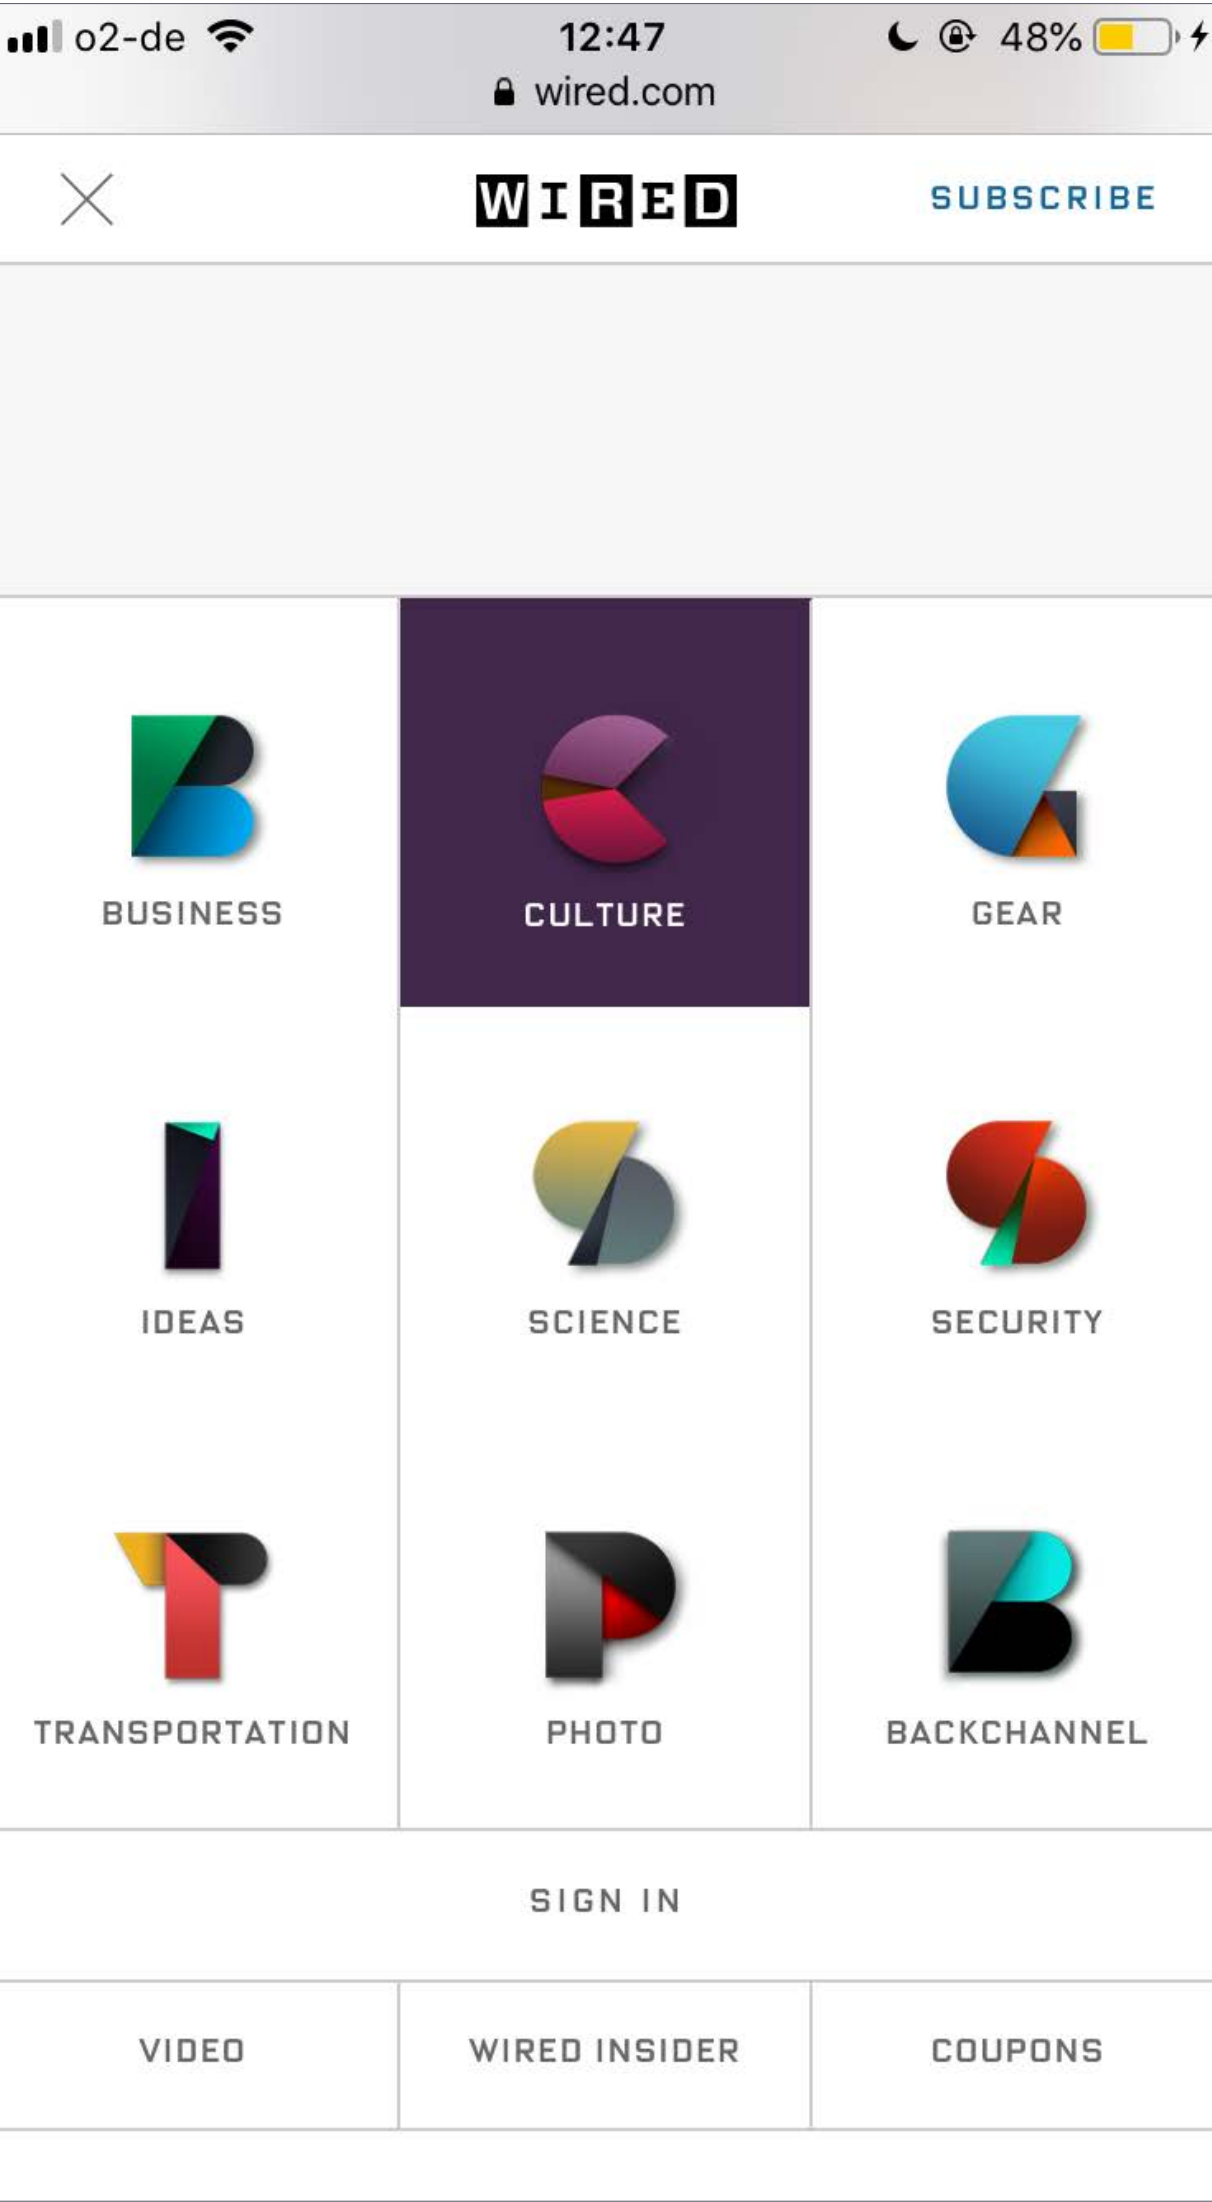 o2-de 12:47 48%
wired.com
WIRED SUBSCRIBE
BUSINESS CULTURE GEAR
IDEAS SCIENCE SECURITY
TRANSPORTATION PHOTO BACKCHANNEL
SIGN IN
VIDEO WIRED INSIDER COUPONS